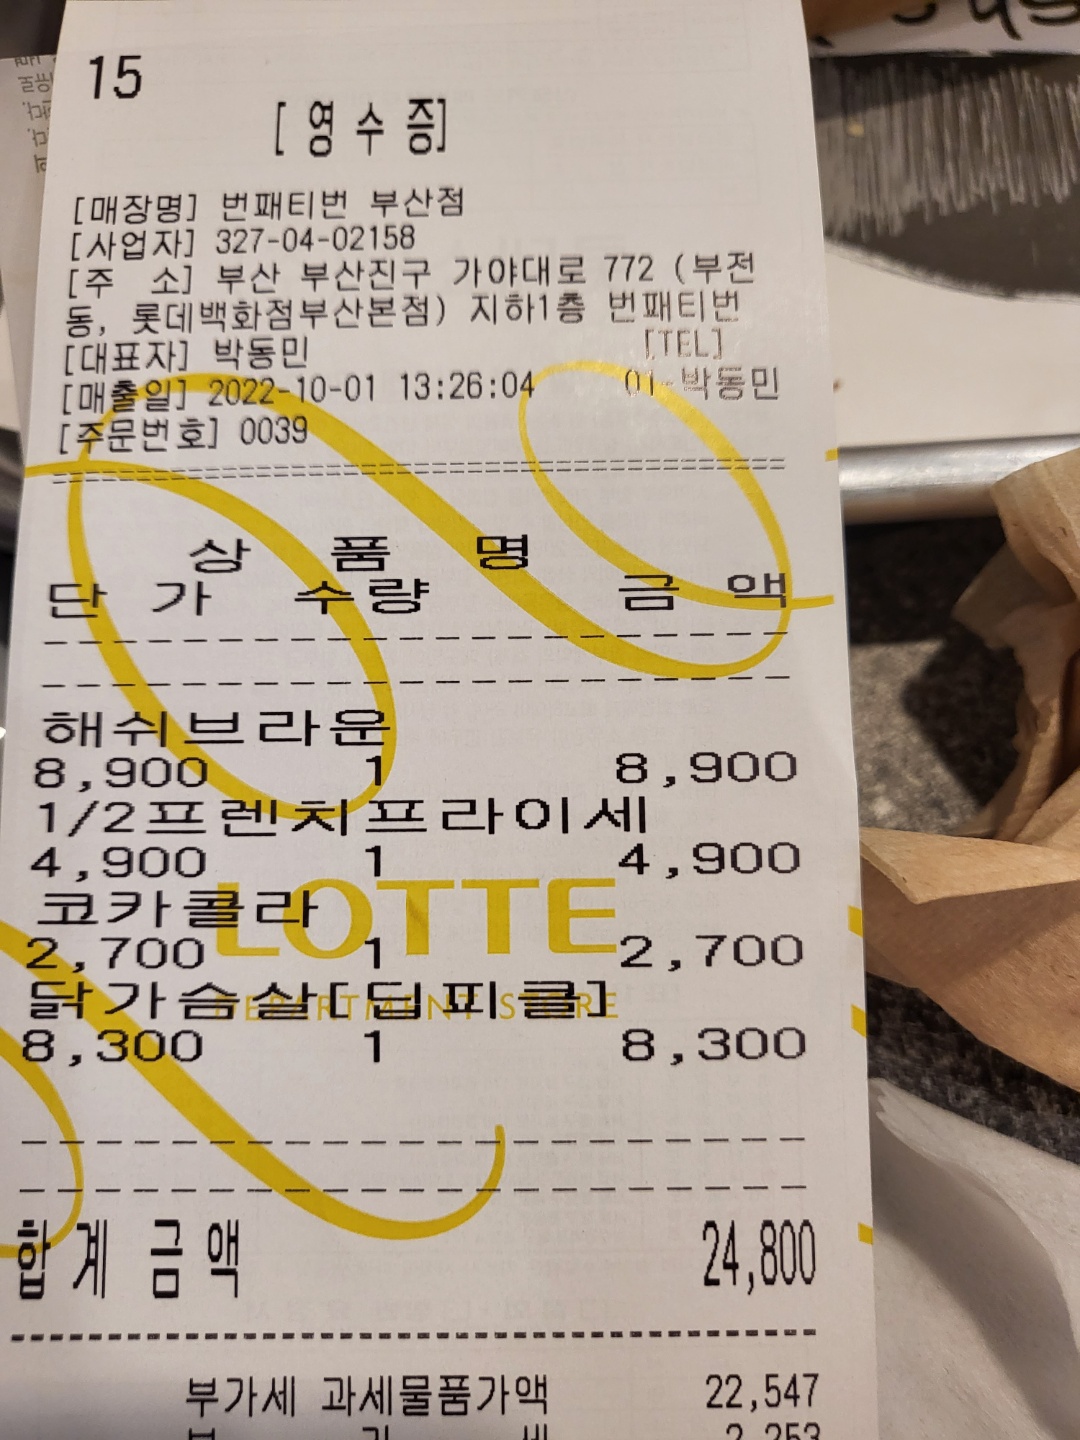 15
[ 영 수 증]
[매장명] 번패티번 부산점
[사업자] 327-04-02158
[주 소] 부산 부산진구 가야대로 772 (부전
동, 롯데백화점부산본점) 지하1층 번패티번
[대표자] 박동민 [TEL]
[매출일] 2022-10-01 13:26:04 01-박동민
[주문번호] 0039
상 품 명
단 가 수량 금 액
해쉬브라운
8,900 1 8,900
1/2프렌치프라이세
4,900 1 4,900
코카콜라
2,700 1 2,700
LOTTE
닭가슴살[딥피클]
DEPARTMENT STORE
8,300 1 8,300
합 계 금 액 24,800
부가세 과세물품가액 22,547
부 가 세 2,253